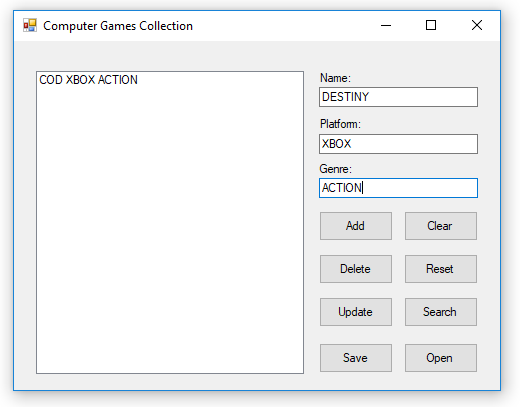 Computer Games Collection
COD XBOX ACTION
Name:
DESTINY
Platform:
XBOX
Genre:
ACTION
Add Clear
Delete Reset
Update Search
Save Open